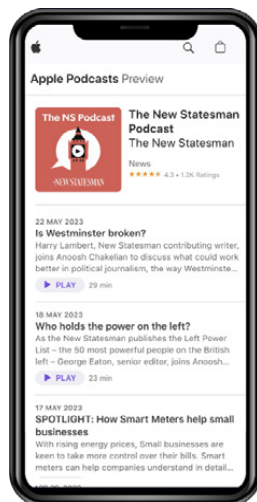 Apple Podcasts Preview
The NS Podcast
THE NEW STATESMAN
The New Statesman
Podcast
The New Statesman
News
★★★★★ 4.3 • 1.2K Ratings
22 MAY 2023
Is Westminster broken?
Harry Lambert, New Statesman contributing writer,
joins Anoosh Chakelian to discuss what could work
better in political journalism, the way Westminste...
PLAY 29 min
18 MAY 2023
Who holds the power on the left?
As the New Statesman publishes the Left Power
List – the 50 most powerful people on the British
left – George Eaton, senior editor, joins Anoosh...
PLAY 23 min
17 MAY 2023
SPOTLIGHT: How Smart Meters help small
businesses
With rising energy prices, Small businesses are
keen to take more control over their bills. Smart
meters can help companies understand in detail...